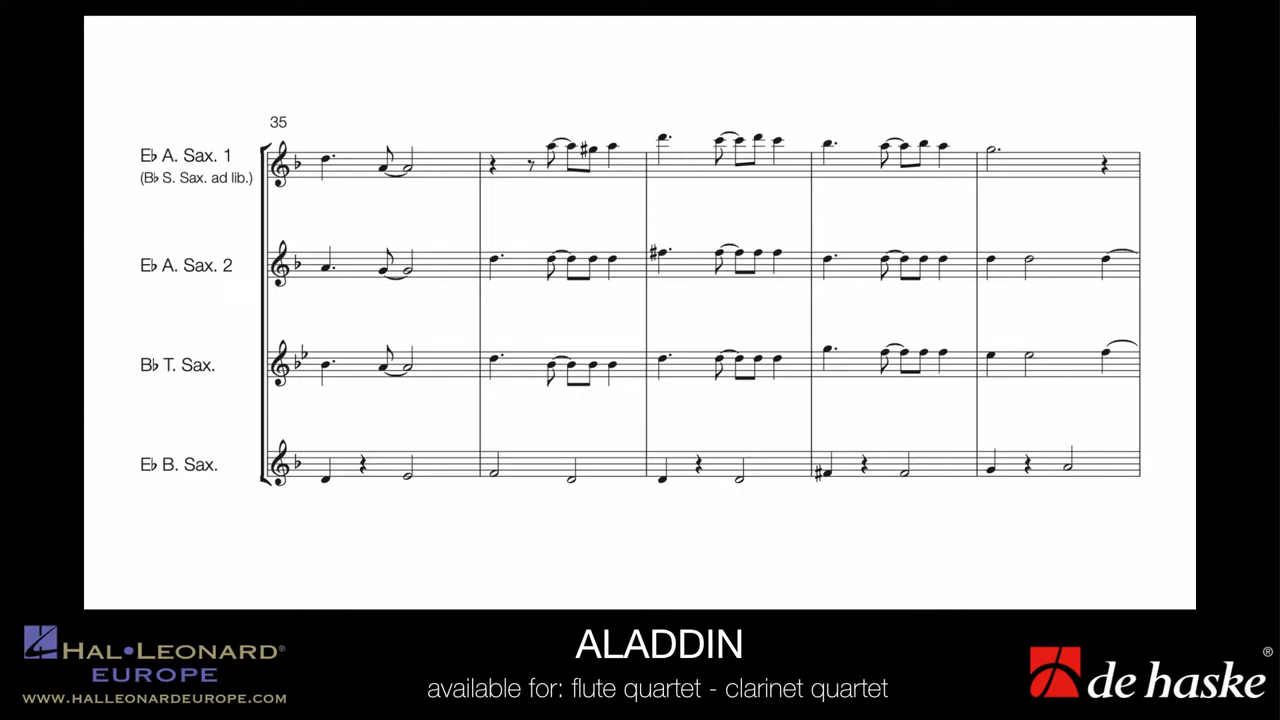 35
E♭ A. Sax. 1
(B♭ S. Sax. ad lib.)
E♭ A. Sax. 2
B♭ T. Sax.
E♭ B. Sax.
HAL•LEONARD®
EUROPE
WWW.HALLEONARDEUROPE.COM
ALADDIN
available for: flute quartet - clarinet quartet
de haske®